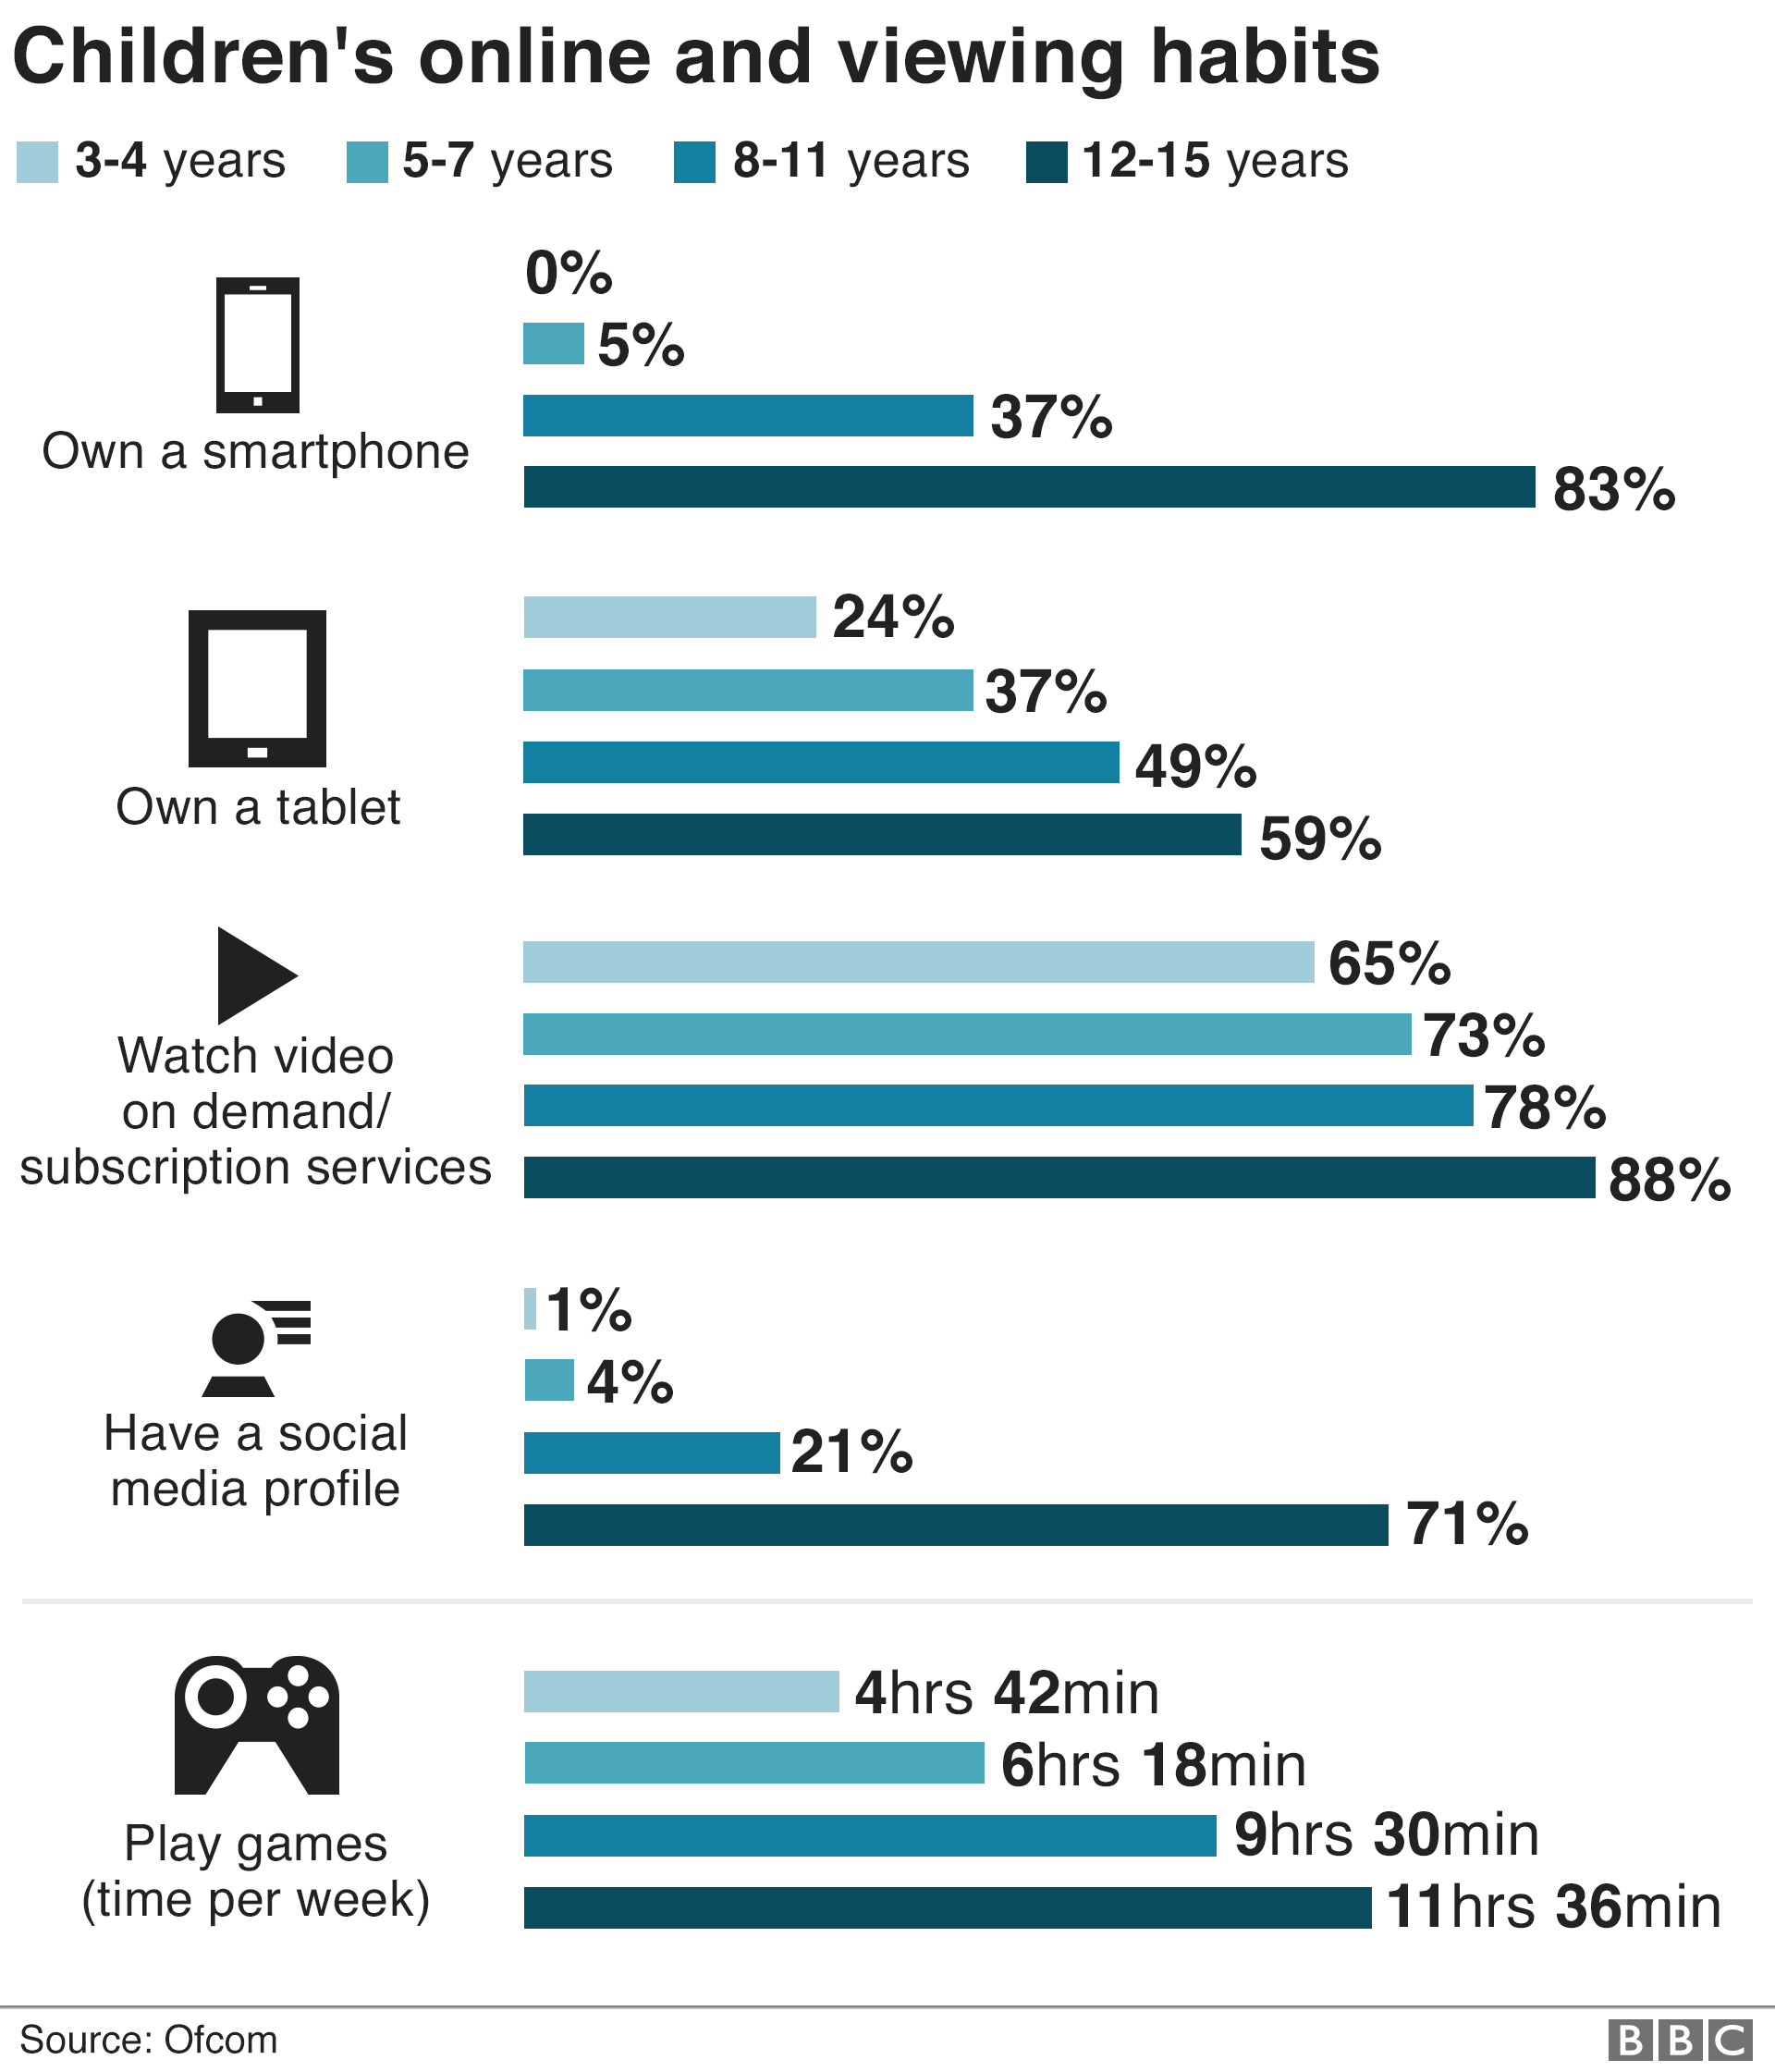 Children's online and viewing habits
3-4 years 5-7 years 8-11 years 12-15 years
Own a smartphone
0%
5%
37%
83%
Own a tablet
24%
37%
49%
59%
Watch video
on demand/
subscription services
65%
73%
78%
88%
Have a social
media profile
1%
4%
21%
71%
Play games
(time per week)
4hrs 42min
6hrs 18min
9hrs 30min
11hrs 36min
Source: Ofcom
BBC